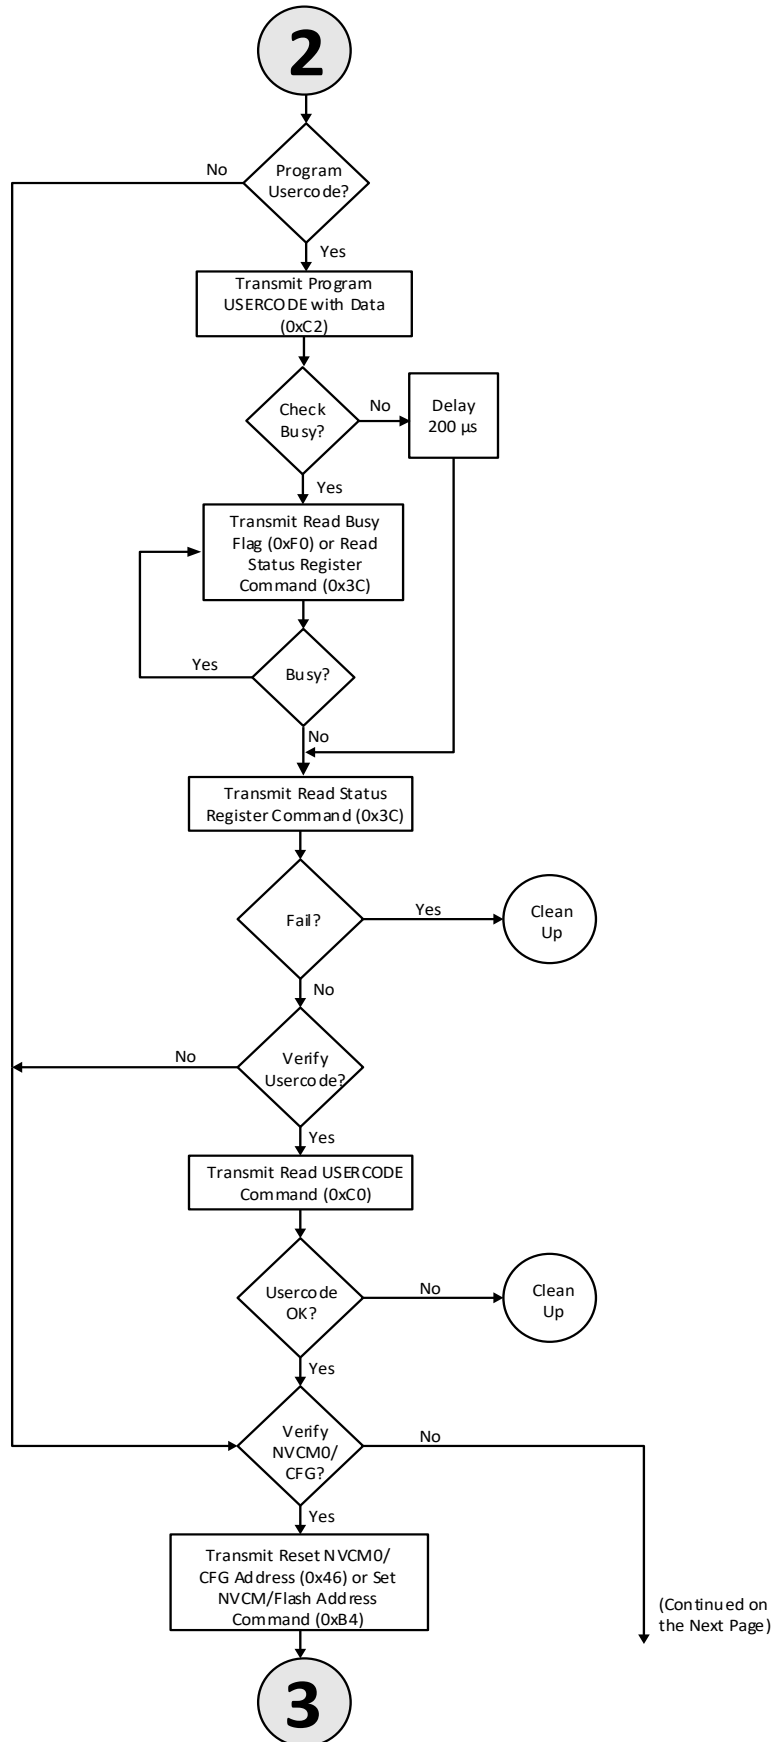 2
No
Program
Usercode?
Yes
Transmit Program
USERCODE with Data
(0xC2)
Check
Busy?
No
Delay
200 µs
Yes
Transmit Read Busy
Flag (0xF0) or Read
Status Register
Command (0x3C)
Yes
Busy?
No
Transmit Read Status
Register Command (0x3C)
Fail?
Yes
Clean
Up
No
No
Verify
Usercode?
Yes
Transmit Read USERCODE
Command (0xC0)
Usercode
OK?
No
Clean
Up
Yes
Verify
NVCM0/
CFG?
No
Yes
Transmit Reset NVCM0/
CFG Address (0x46) or Set
NVCM/Flash Address
Command (0xB4)
(Continued on
the Next Page)
3